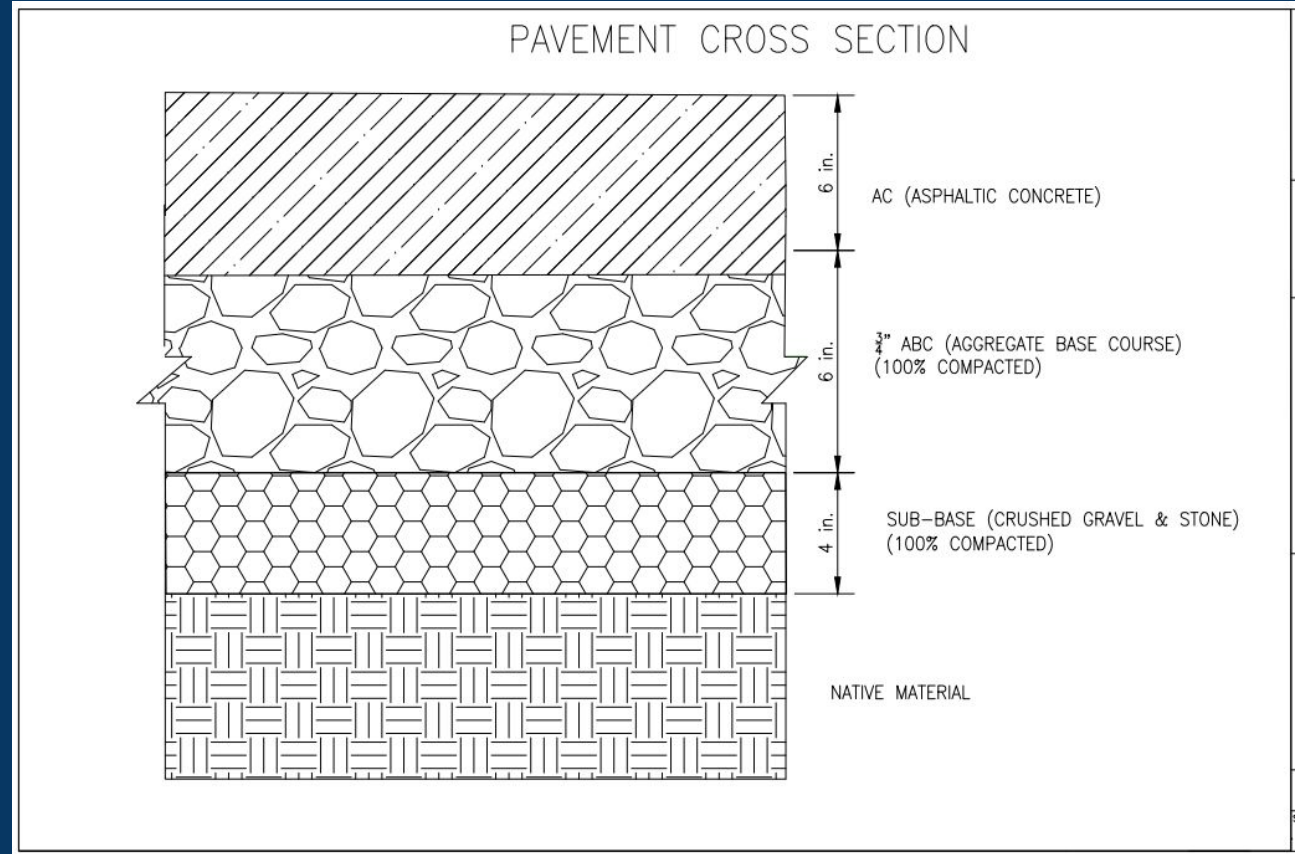 PAVEMENT CROSS SECTION
6 in.
AC (ASPHALTIC CONCRETE)
6 in.
3/4" ABC (AGGREGATE BASE COURSE)
(100% COMPACTED)
4 in.
SUB-BASE (CRUSHED GRAVEL & STONE)
(100% COMPACTED)
NATIVE MATERIAL